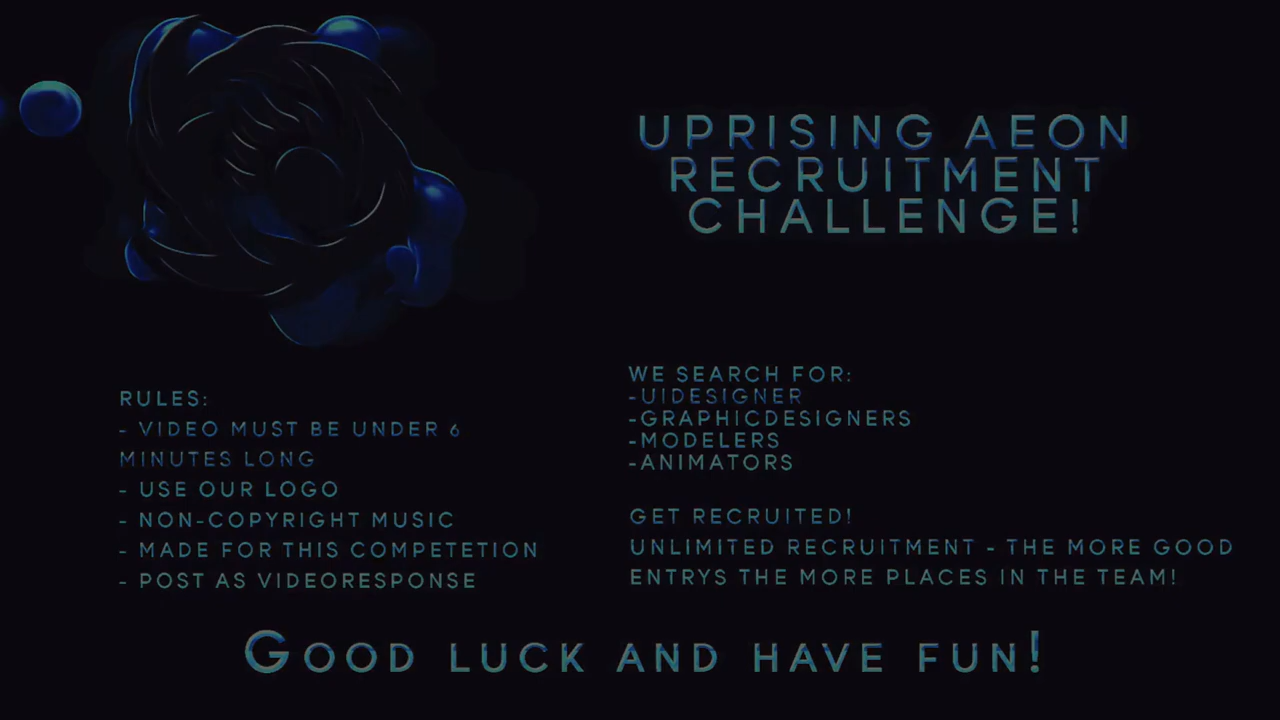 UPRISING AEON
RECRUITMENT
CHALLENGE!
RULES:
- VIDEO MUST BE UNDER 6
MINUTES LONG
- USE OUR LOGO
- NON-COPYRIGHT MUSIC
- MADE FOR THIS COMPETETION
- POST AS VIDEORESPONSE
WE SEARCH FOR:
-UIDESIGNER
-GRAPHICDESIGNERS
-MODELERS
-ANIMATORS
GET RECRUITED!
UNLIMITED RECRUITMENT - THE MORE GOOD
ENTRYS THE MORE PLACES IN THE TEAM!
GOOD LUCK AND HAVE FUN!